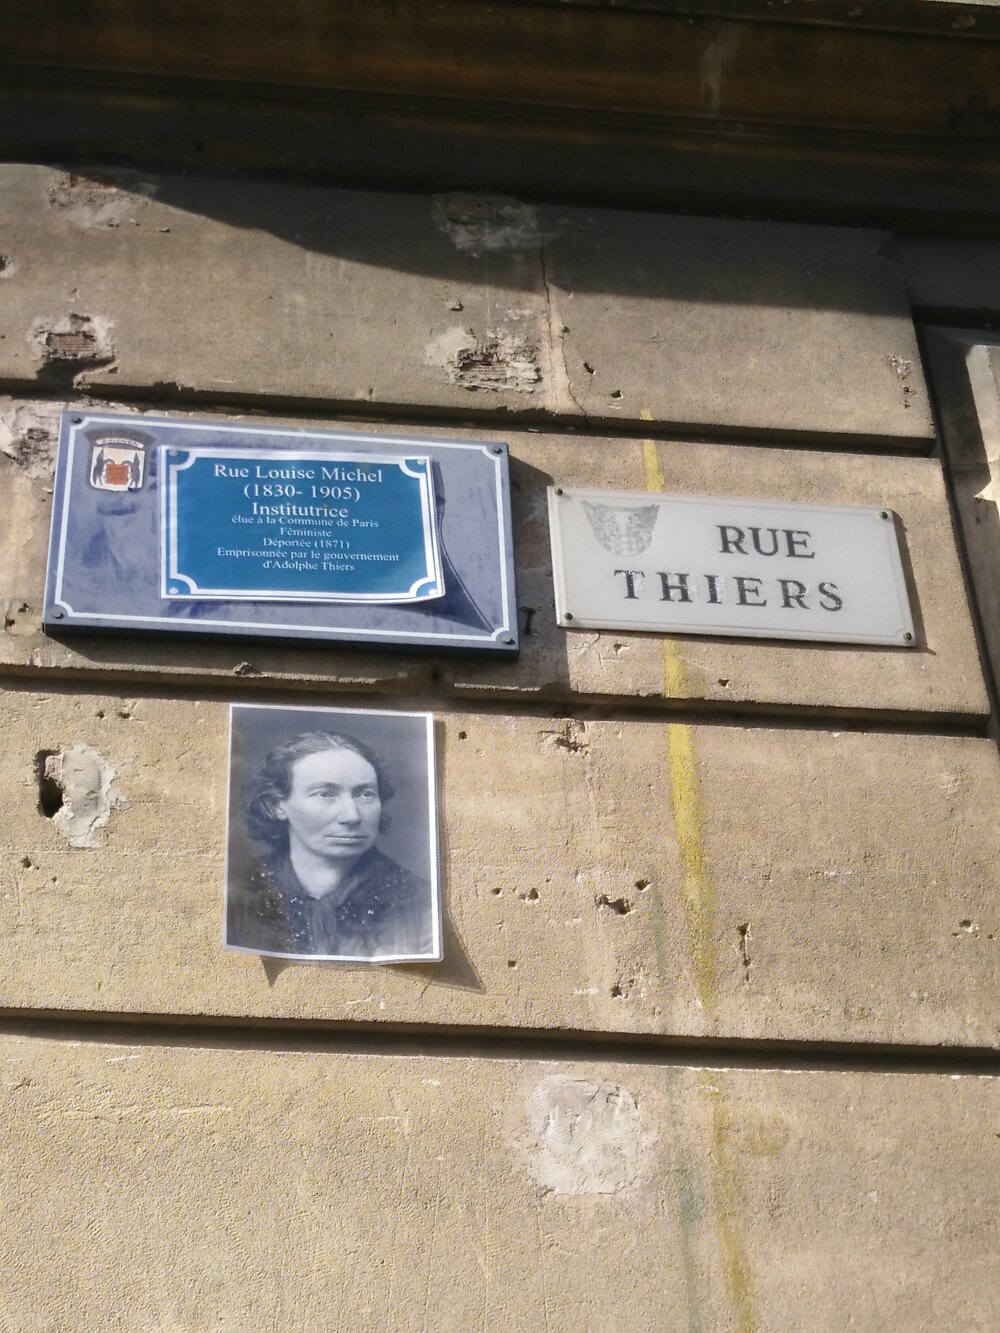 AVIGNON
Rue Louise Michel
(1830- 1905)
Institutrice
élue à la Commune de Paris
Féministe
Déportée (1871)
Emprisonnée par le gouvernement
d'Adolphe Thiers
RUE
THIERS